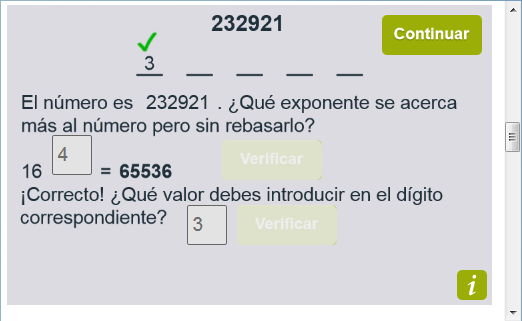 232921
Continuar
3
El número es 232921 . ¿Qué exponente se acerca
más al número pero sin rebasarlo?
16 4 = 65536 Verificar
¡Correcto! ¿Qué valor debes introducir en el dígito
correspondiente? 3 Verificar
i